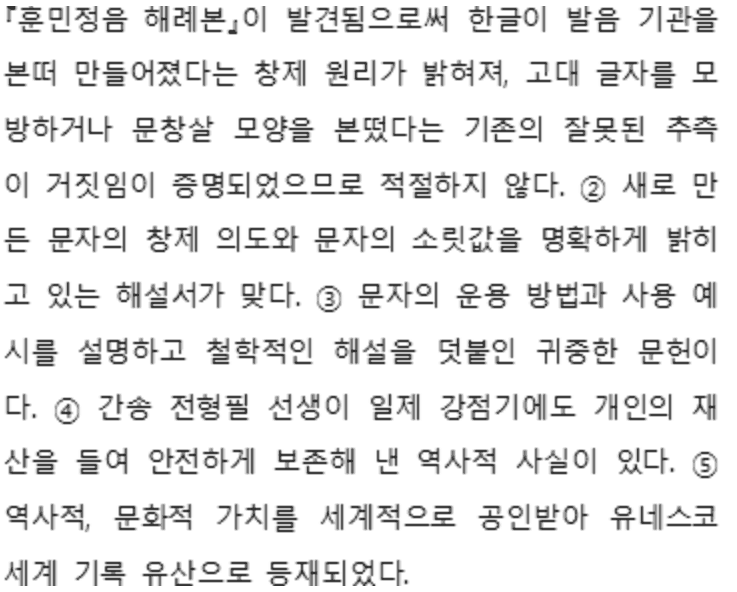 『훈민정음 해례본』이 발견됨으로써 한글이 발음 기관을
본떠 만들어졌다는 창제 원리가 밝혀져, 고대 글자를 모
방하거나 문창살 모양을 본떴다는 기존의 잘못된 추측
이 거짓임이 증명되었으므로 적절하지 않다. ② 새로 만
든 문자의 창제 의도와 문자의 소릿값을 명확하게 밝히
고 있는 해설서가 맞다. ③ 문자의 운용 방법과 사용 예
시를 설명하고 철학적인 해설을 덧붙인 귀중한 문헌이
다. ④ 간송 전형필 선생이 일제 강점기에도 개인의 재
산을 들여 안전하게 보존해 낸 역사적 사실이 있다. ⑤
역사적, 문화적 가치를 세계적으로 공인받아 유네스코
세계 기록 유산으로 등재되었다.